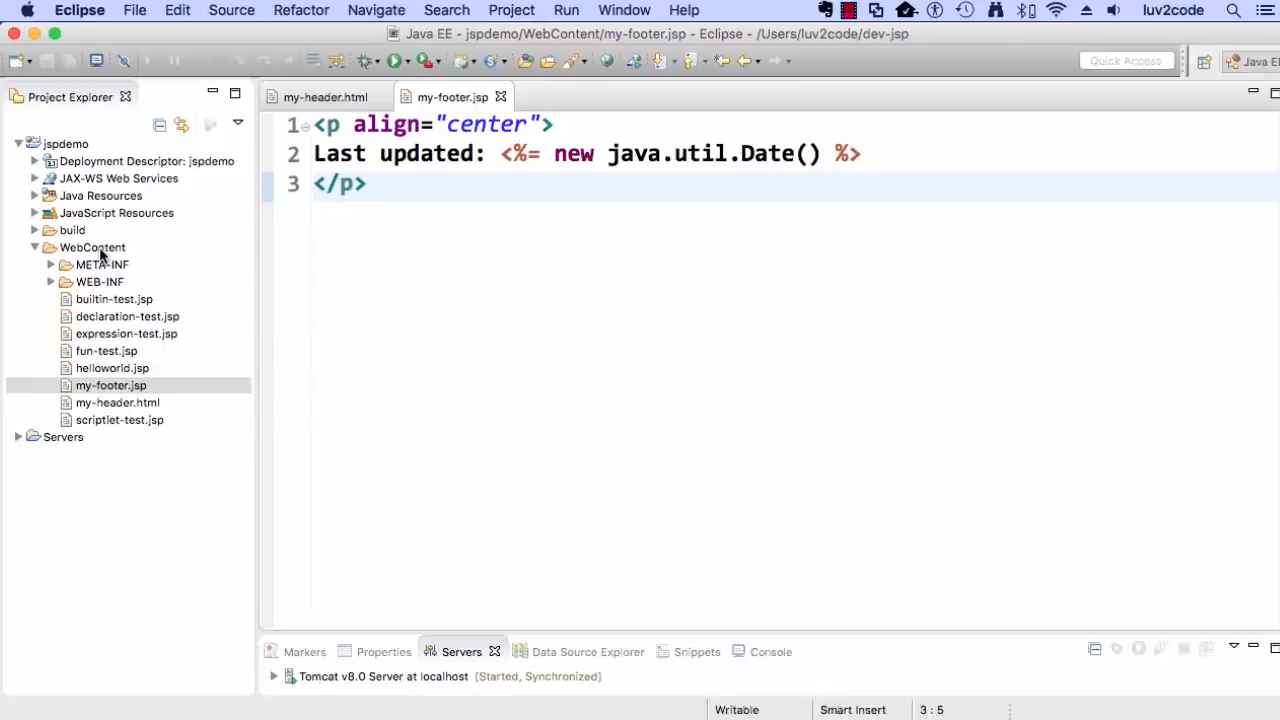 Eclipse File Edit Source Refactor Navigate Search Project Run Window Help luv2code
Java EE - jspdemo/WebContent/my-footer.jsp - Eclipse - /Users/luv2code/dev-jsp
Quick Access Java EE
Project Explorer
my-header.html my-footer.jsp
jspdemo
Deployment Descriptor: jspdemo
JAX-WS Web Services
Java Resources
JavaScript Resources
build
WebContent
META-INF
WEB-INF
builtin-test.jsp
declaration-test.jsp
expression-test.jsp
fun-test.jsp
helloworld.jsp
my-footer.jsp
my-header.html
scriptlet-test.jsp
Servers
1 <p align="center">
2 Last updated: <%= new java.util.Date() %>
3 </p>
Markers Properties Servers Data Source Explorer Snippets Console
Tomcat v8.0 Server at localhost [Started, Synchronized]
Writable Smart Insert 3 : 5